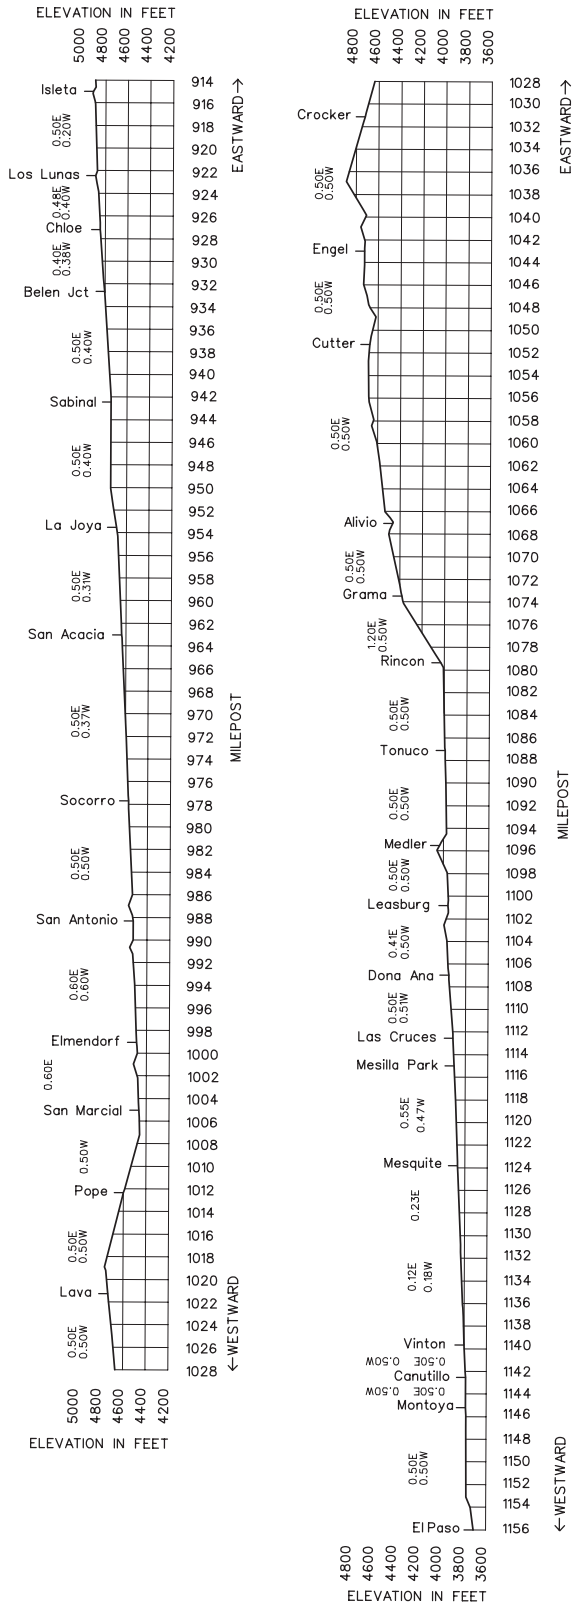 ELEVATION IN FEET
5000 4800 4600 4400 4200
Isleta
0.50E
0.20W
Los Lunas
0.48E
0.40W
Chloe
0.40E
0.38W
Belen Jct
0.50E
0.40W
Sabinal
0.50E
0.40W
La Joya
0.50E
0.31W
San Acacia
0.50E
0.37W
Socorro
0.50E
0.50W
San Antonio
0.60E
0.60W
Elmendorf
0.60E
San Marcial
0.50W
Pope
0.50E
0.50W
Lava
0.50E
0.50W
914
916
918
920
922
924
926
928
930
932
934
936
938
940
942
944
946
948
950
952
954
956
958
960
962
964
966
968
970
972
974
976
978
980
982
984
986
988
990
992
994
996
998
1000
1002
1004
1006
1008
1010
1012
1014
1016
1018
1020
1022
1024
1026
1028
EASTWARD→
MILEPOST
←WESTWARD
5000 4800 4600 4400 4200
ELEVATION IN FEET
ELEVATION IN FEET
4800 4600 4400 4200 4000 3800 3600
Crocker
0.50E
0.50W
Engel
0.50E
0.50W
Cutter
0.50E
0.50W
Alivio
0.50E
0.50W
Grama
1.20E
0.50W
Rincon
0.50E
0.50W
Tonuco
0.50E
0.50W
Medler
0.50E
0.50W
Leasburg
0.41E
0.50W
Dona Ana
0.50E
0.51W
Las Cruces
Mesilla Park
0.55E
0.47W
Mesquite
0.23E
0.12E
0.18W
Vinton
0.50E
0.50W
Canutillo
0.50E
0.50W
Montoya
0.50E
0.50W
El Paso
1028
1030
1032
1034
1036
1038
1040
1042
1044
1046
1048
1050
1052
1054
1056
1058
1060
1062
1064
1066
1068
1070
1072
1074
1076
1078
1080
1082
1084
1086
1088
1090
1092
1094
1096
1098
1100
1102
1104
1106
1108
1110
1112
1114
1116
1118
1120
1122
1124
1126
1128
1130
1132
1134
1136
1138
1140
1142
1144
1146
1148
1150
1152
1154
1156
EASTWARD→
MILEPOST
←WESTWARD
4800 4600 4400 4200 4000 3800 3600
ELEVATION IN FEET